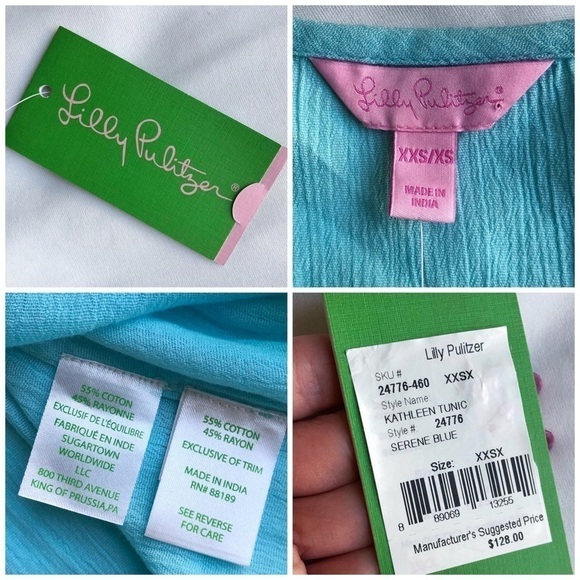 Lilly Pulitzer®
Lilly Pulitzer®
XXS/XS
MADE IN
INDIA
55% COTON
45% RAYONNE
EXCLUSIF DE L'ÉQUILIBRE
FABRIQUÉ EN INDE
SUGARTOWN
WORLDWIDE
LLC
800 THIRD AVENUE
KING OF PRUSSIA,PA
55% COTTON
45% RAYON
EXCLUSIVE OF TRIM
MADE IN INDIA
RN# 88189
SEE REVERSE
FOR CARE
Lilly Pulitzer
SKU #
24776-460 XXSX
Style Name
KATHLEEN TUNIC
Style # 24776
SERENE BLUE
Size: XXSX
8 89069 13255
Manufacturer's Suggested Price
$128.00